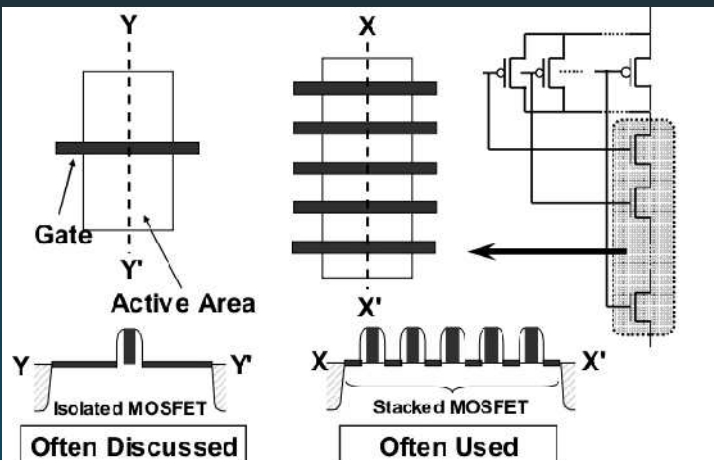 Y
X
Gate
Y'
Active Area
X'
Y
Y'
X
X'
Isolated MOSFET
Stacked MOSFET
Often Discussed
Often Used